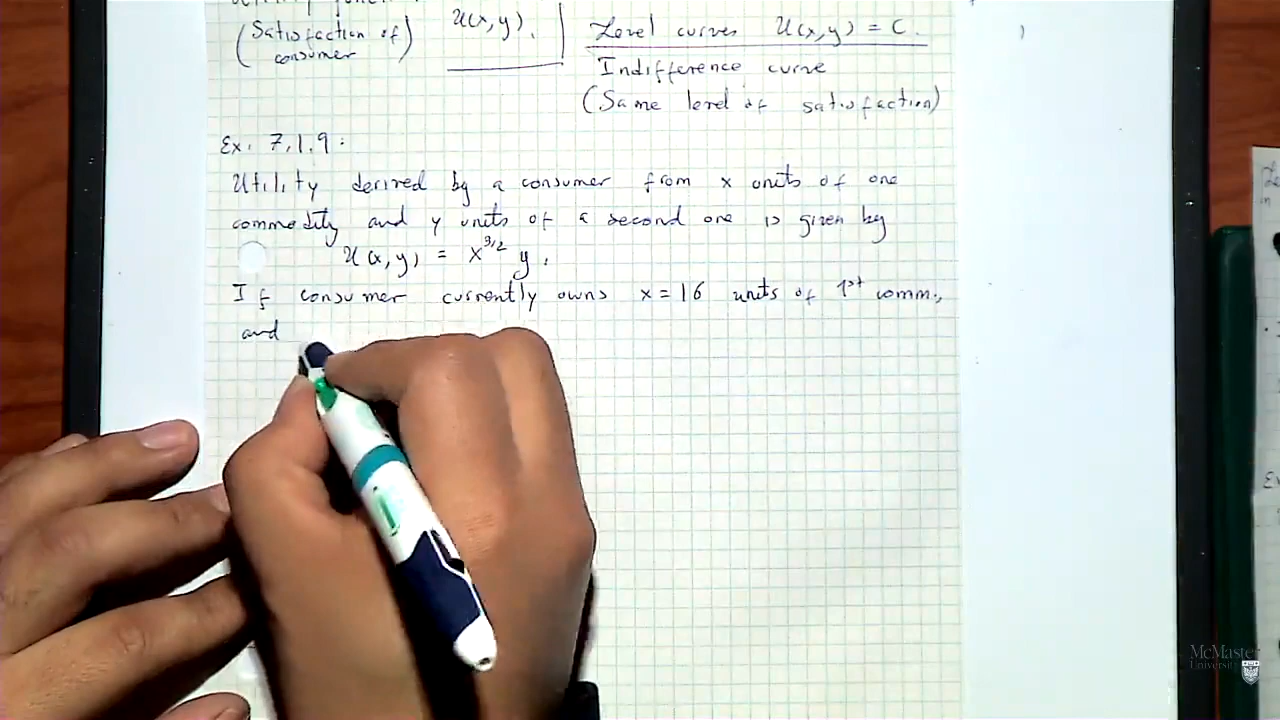 (Satisfaction of consumer)
U(x,y).
Level curves U(x,y) = C.
Indifference curve
(Same level of satisfaction)
Ex. 7.1.9:
Utility derived by a consumer from x units of one
commodity and y units of a second one is given by
U(x,y) = x^{3/2} y.
If consumer currently owns x = 16 units of 1st comm.,
and
McMaster
University